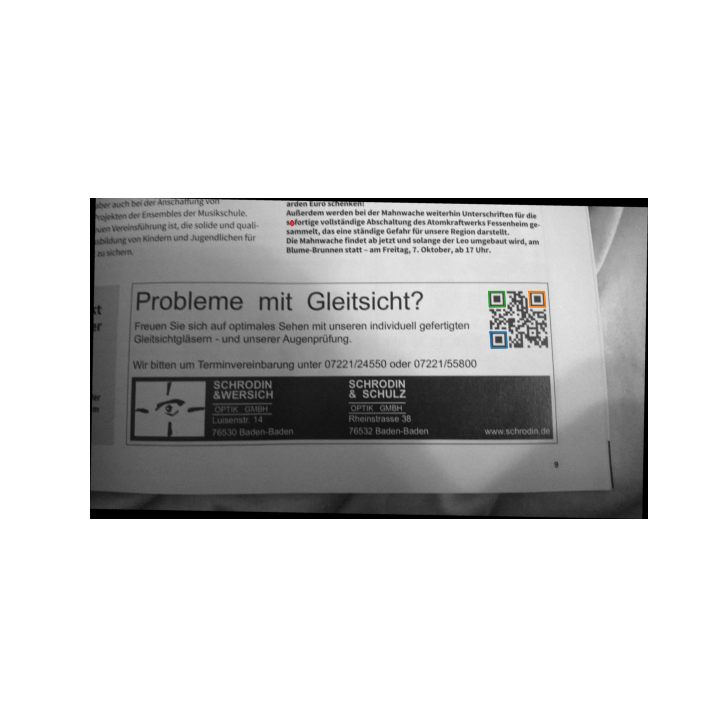 aber auch bei der Anschaffung von
Projekten der Ensembles der Musikschule.
Vereinsführung ist, die solide und quali-
Ausbildung von Kindern und Jugendlichen für
zu sichern.
arden Euro schenken!
Außerdem werden bei der Mahnwache weiterhin Unterschriften für die
sofortige vollständige Abschaltung des Atomkraftwerks Fessenheim ge-
sammelt, das eine ständige Gefahr für unsere Region darstellt.
Die Mahnwache findet ab jetzt und solange der Leo umgebaut wird, am
Blume-Brunnen statt – am Freitag, 7. Oktober, ab 17 Uhr.
Probleme mit Gleitsicht?
Freuen Sie sich auf optimales Sehen mit unseren individuell gefertigten
Gleitsichtgläsern - und unserer Augenprüfung.
Wir bitten um Terminvereinbarung unter 07221/24550 oder 07221/55800
SCHRODIN
&WERSICH
OPTIK GMBH
Luisenstr. 14
76530 Baden-Baden
SCHRODIN
& SCHULZ
OPTIK GMBH
Rheinstrasse 38
76532 Baden-Baden
www.schrodin.de
9